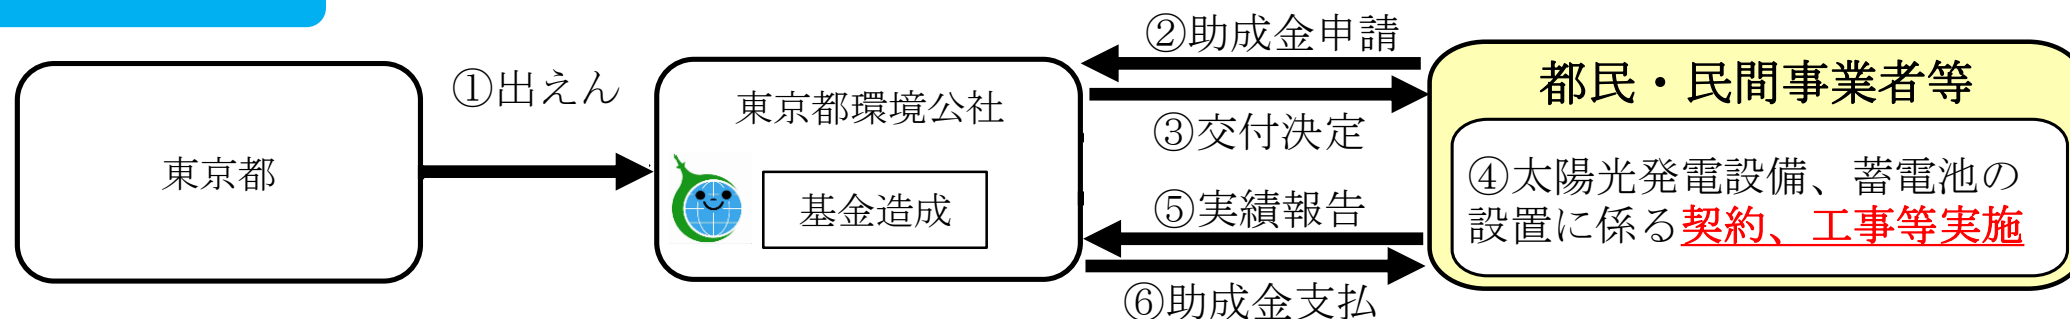 東京都
①出えん
東京都環境公社
基金造成
②助成金申請
③交付決定
都民・民間事業者等
④太陽光発電設備、蓄電池の
設置に係る契約、工事等実施
⑤実績報告
⑥助成金支払